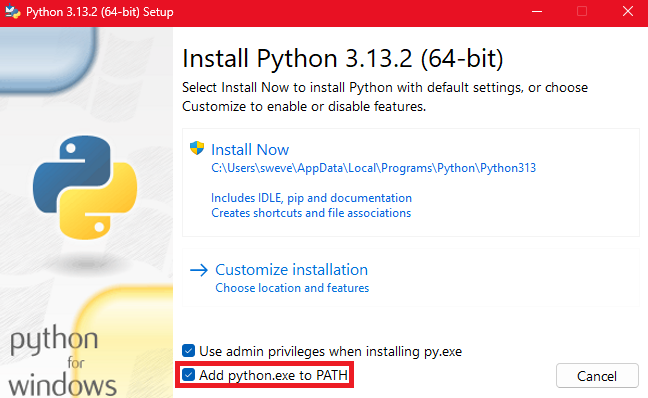 Python 3.13.2 (64-bit) Setup
Install Python 3.13.2 (64-bit)
Select Install Now to install Python with default settings, or choose
Customize to enable or disable features.
Install Now
C:\Users\sweve\AppData\Local\Programs\Python\Python313
Includes IDLE, pip and documentation
Creates shortcuts and file associations
Customize installation
Choose location and features
python
for
windows
Use admin privileges when installing py.exe
Add python.exe to PATH
Cancel